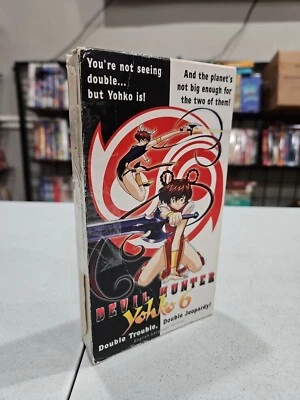 You're not seeing
double...
but Yohko is!
And the planet's
not big enough for
the two of them!
DEVIL HUNTER
Yohko 6
Double Trouble, Double Jeopardy!
English